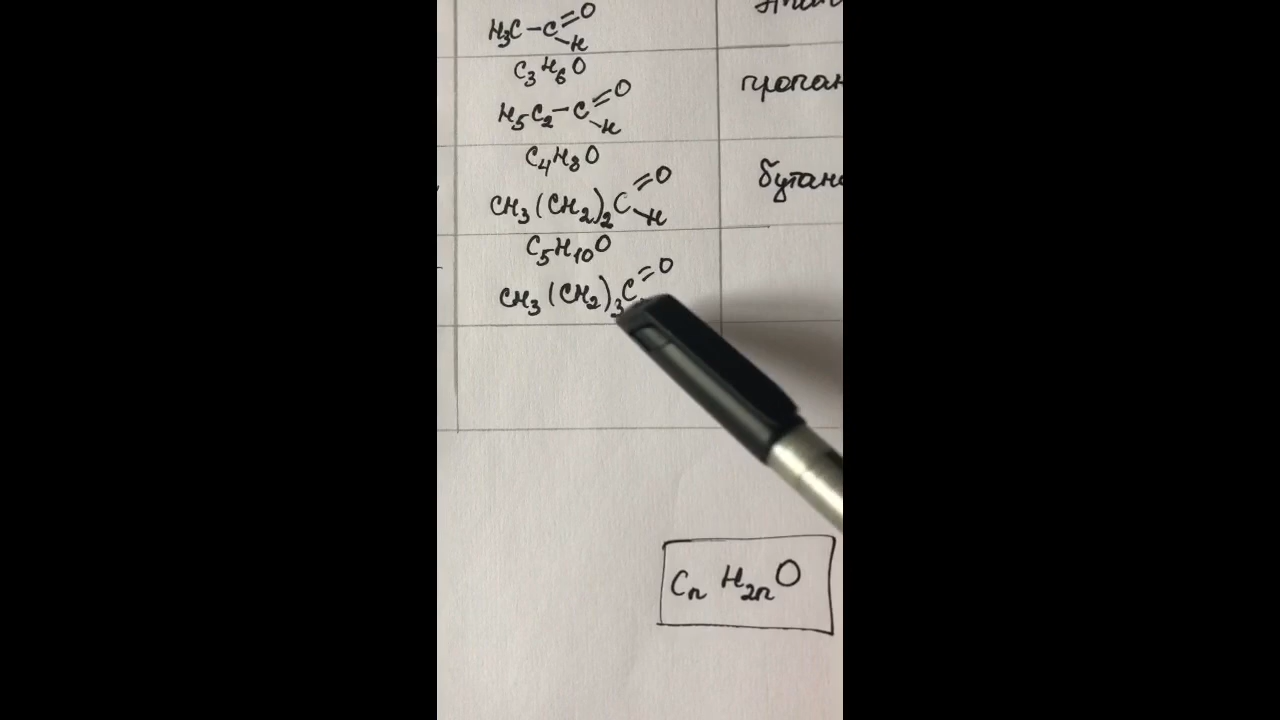 H₃C–C=O
–H
C₃H₆O
пропан
H₅C₂–C=O
–H
C₄H₈O
бутан
CH₃(CH₂)₂C=O
–H
C₅H₁₀O
CH₃(CH₂)₃C=O
CₙH₂ₙO